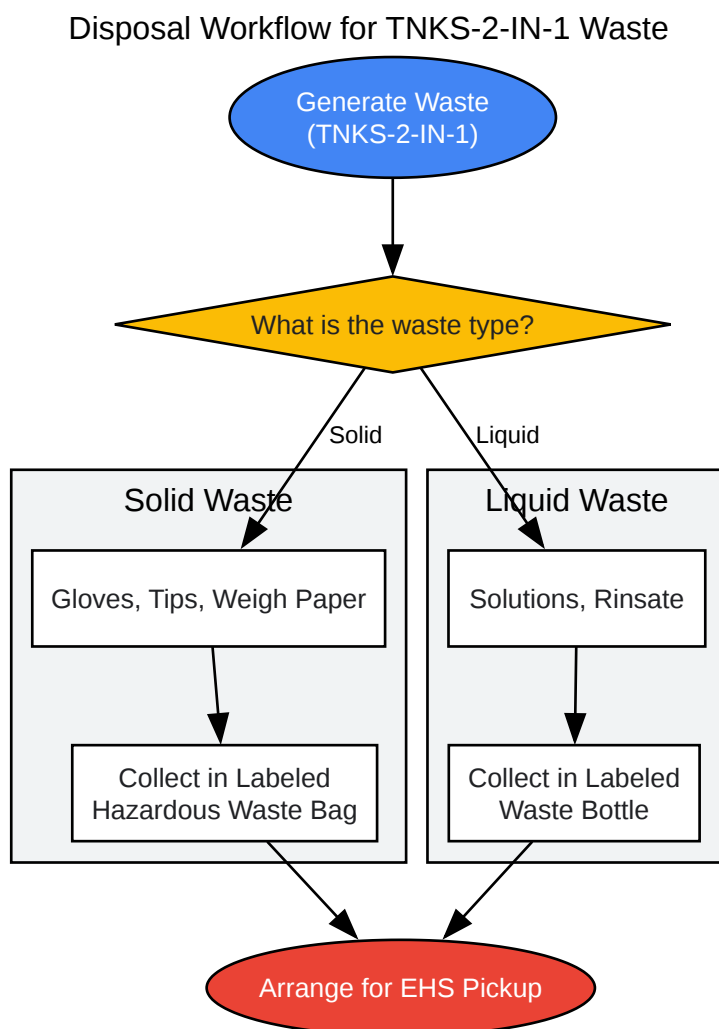 Disposal Workflow for TNKS-2-IN-1 Waste
Generate Waste
(TNKS-2-IN-1)
What is the waste type?
Solid
Liquid
Solid Waste
Liquid Waste
Gloves, Tips, Weigh Paper
Solutions, Rinsate
Collect in Labeled
Hazardous Waste Bag
Collect in Labeled
Waste Bottle
Arrange for EHS Pickup